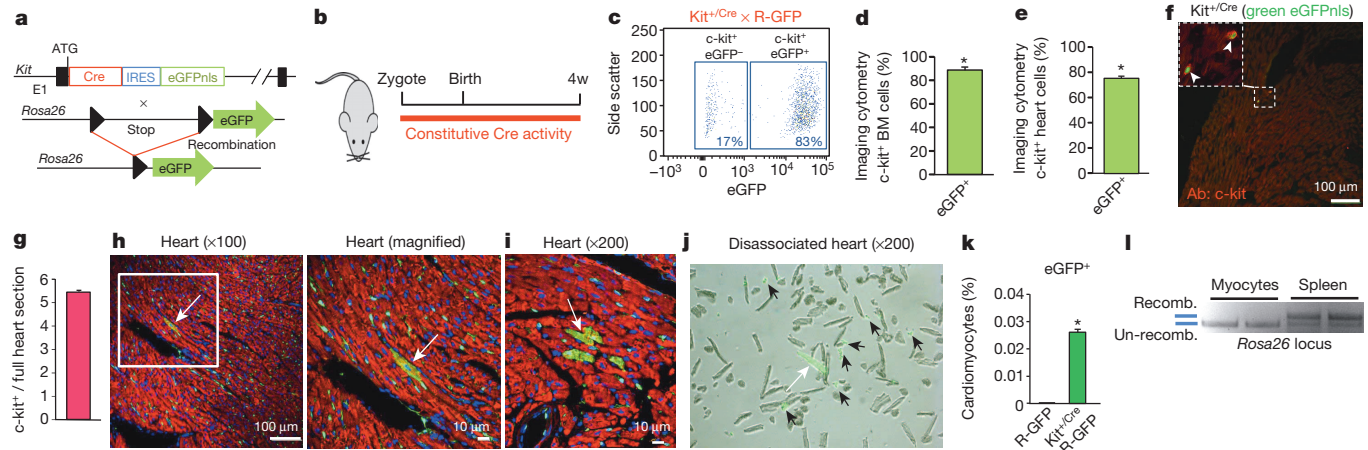 a
ATG
Kit
Cre
IRES
eGFPnls
E1
×
Rosa26
Stop
eGFP
Recombination
Rosa26
eGFP
b
Zygote
Birth
4w
Constitutive Cre activity
c
Kit+/Cre × R-GFP
c-kit+
eGFP−
c-kit+
eGFP+
Side scatter
250
200
150
100
50
0
17%
83%
−10³
0
10³
10⁴
10⁵
eGFP
d
Imaging cytometry
c-kit+ BM cells (%)
100
80
60
40
20
0
*
eGFP+
e
Imaging cytometry
c-kit+ heart cells (%)
100
80
60
40
20
0
*
eGFP+
f
Kit+/Cre (green eGFPnls)
Ab: c-kit
100 µm
g
c-kit+ / full heart section
6
5
4
3
2
1
0
h
Heart (×100)
100 µm
Heart (magnified)
10 µm
i
Heart (×200)
10 µm
j
Disassociated heart (×200)
k
eGFP+
Cardiomyocytes (%)
0.04
0.03
0.02
0.01
0
*
R-GFP
Kit+/Cre
R-GFP
l
Myocytes
Spleen
Recomb.
Un-recomb.
Rosa26 locus